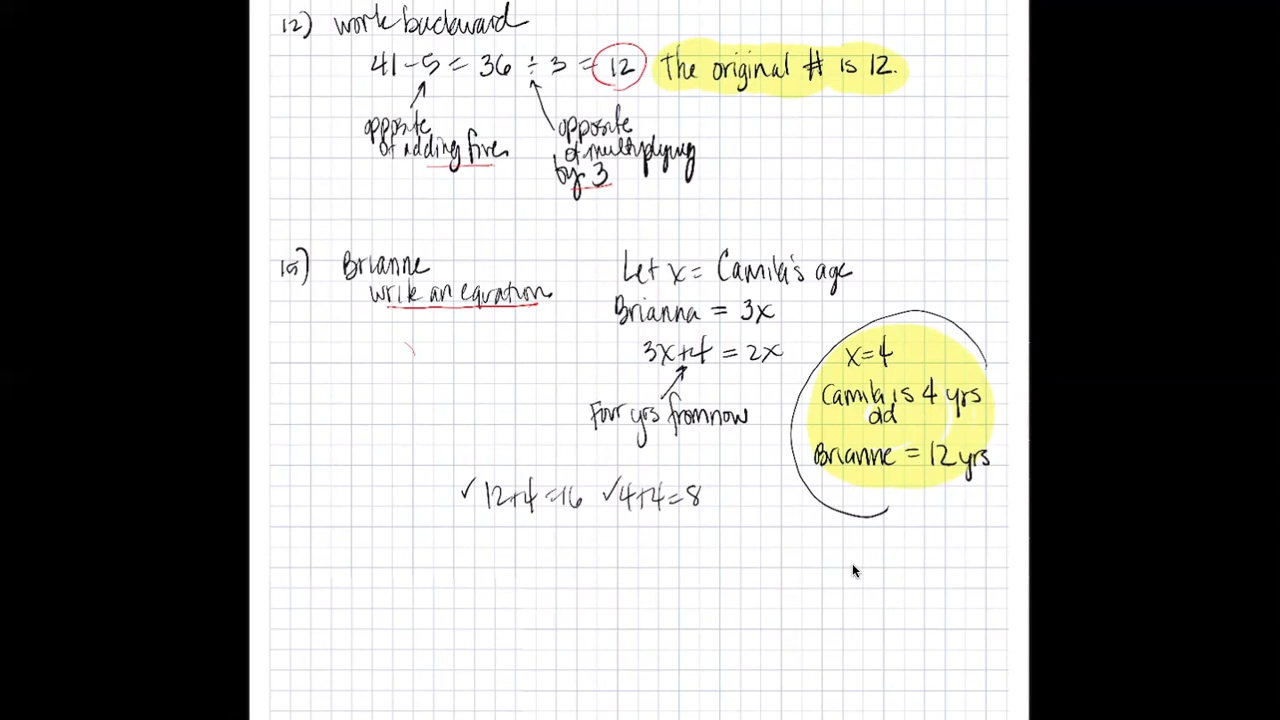 12) work backward
41 - 5 = 36 ÷ 3 = 12 The original # is 12.
opposite of adding five
opposite of multiplying by 3
15) Brianne
write an equation
Let x = Camila's age
Brianna = 3x
3x+4 = 2x
Four yrs from now
x=4
Camila is 4 yrs old
Brianne = 12 yrs
✓ 12+4=16 ✓ 4+4=8